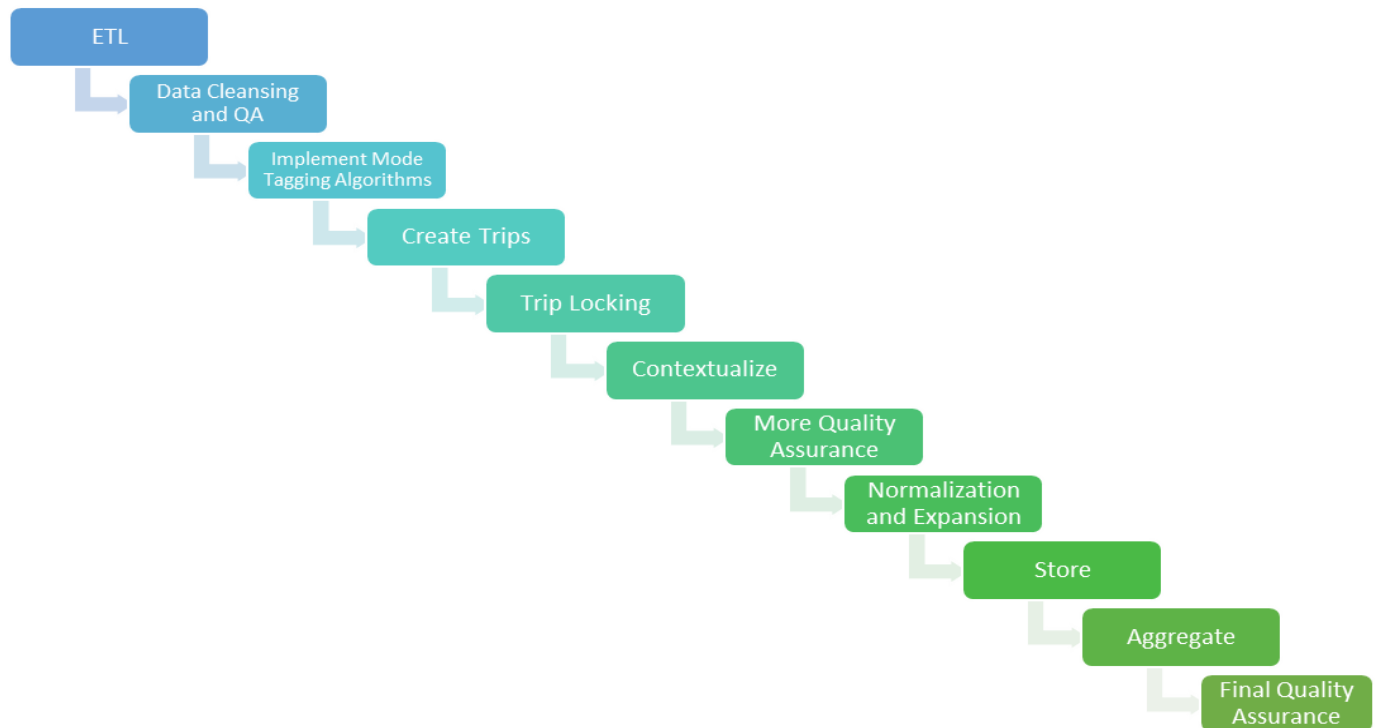 ETL
Data Cleansing
and QA
Implement Mode
Tagging Algorithms
Create Trips
Trip Locking
Contextualize
More Quality
Assurance
Normalization
and Expansion
Store
Aggregate
Final Quality
Assurance